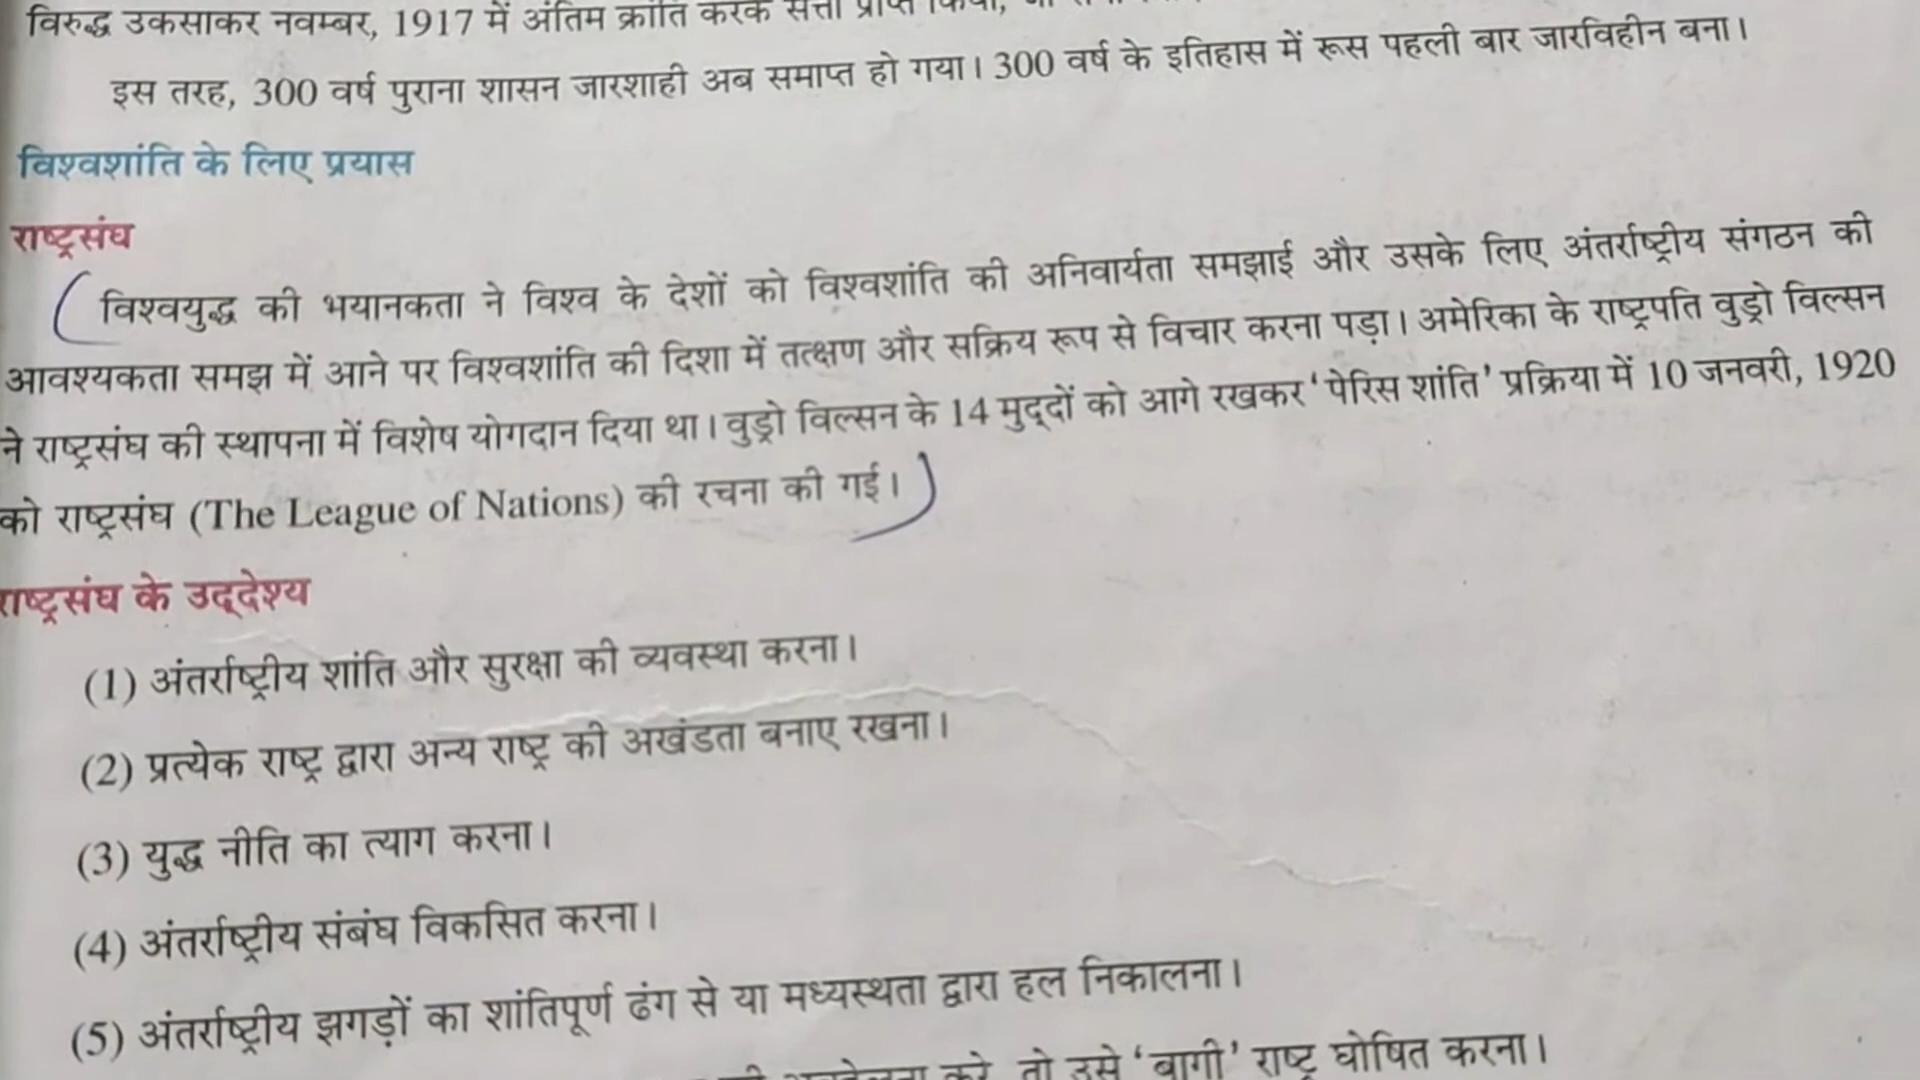 विरुद्ध उकसाकर नवम्बर, 1917 में अंतिम क्रांति करके सत्ता प्राप्त किया,
इस तरह, 300 वर्ष पुराना शासन जारशाही अब समाप्त हो गया। 300 वर्ष के इतिहास में रूस पहली बार जारविहीन बना।
विश्वशांति के लिए प्रयास
राष्ट्रसंघ
विश्वयुद्ध की भयानकता ने विश्व के देशों को विश्वशांति की अनिवार्यता समझाई और उसके लिए अंतर्राष्ट्रीय संगठन की
आवश्यकता समझ में आने पर विश्वशांति की दिशा में तत्क्षण और सक्रिय रूप से विचार करना पड़ा। अमेरिका के राष्ट्रपति वुड्रो विल्सन
ने राष्ट्रसंघ की स्थापना में विशेष योगदान दिया था। वुड्रो विल्सन के 14 मुद्दों को आगे रखकर 'पेरिस शांति' प्रक्रिया में 10 जनवरी, 1920
को राष्ट्रसंघ (The League of Nations) की रचना की गई।
राष्ट्रसंघ के उद्देश्य
(1) अंतर्राष्ट्रीय शांति और सुरक्षा की व्यवस्था करना।
(2) प्रत्येक राष्ट्र द्वारा अन्य राष्ट्र की अखंडता बनाए रखना।
(3) युद्ध नीति का त्याग करना।
(4) अंतर्राष्ट्रीय संबंघ विकसित करना।
(5) अंतर्राष्ट्रीय झगड़ों का शांतिपूर्ण ढंग से या मध्यस्थता द्वारा हल निकालना।
तो उसे 'बागी' राष्ट्र घोषित करना।